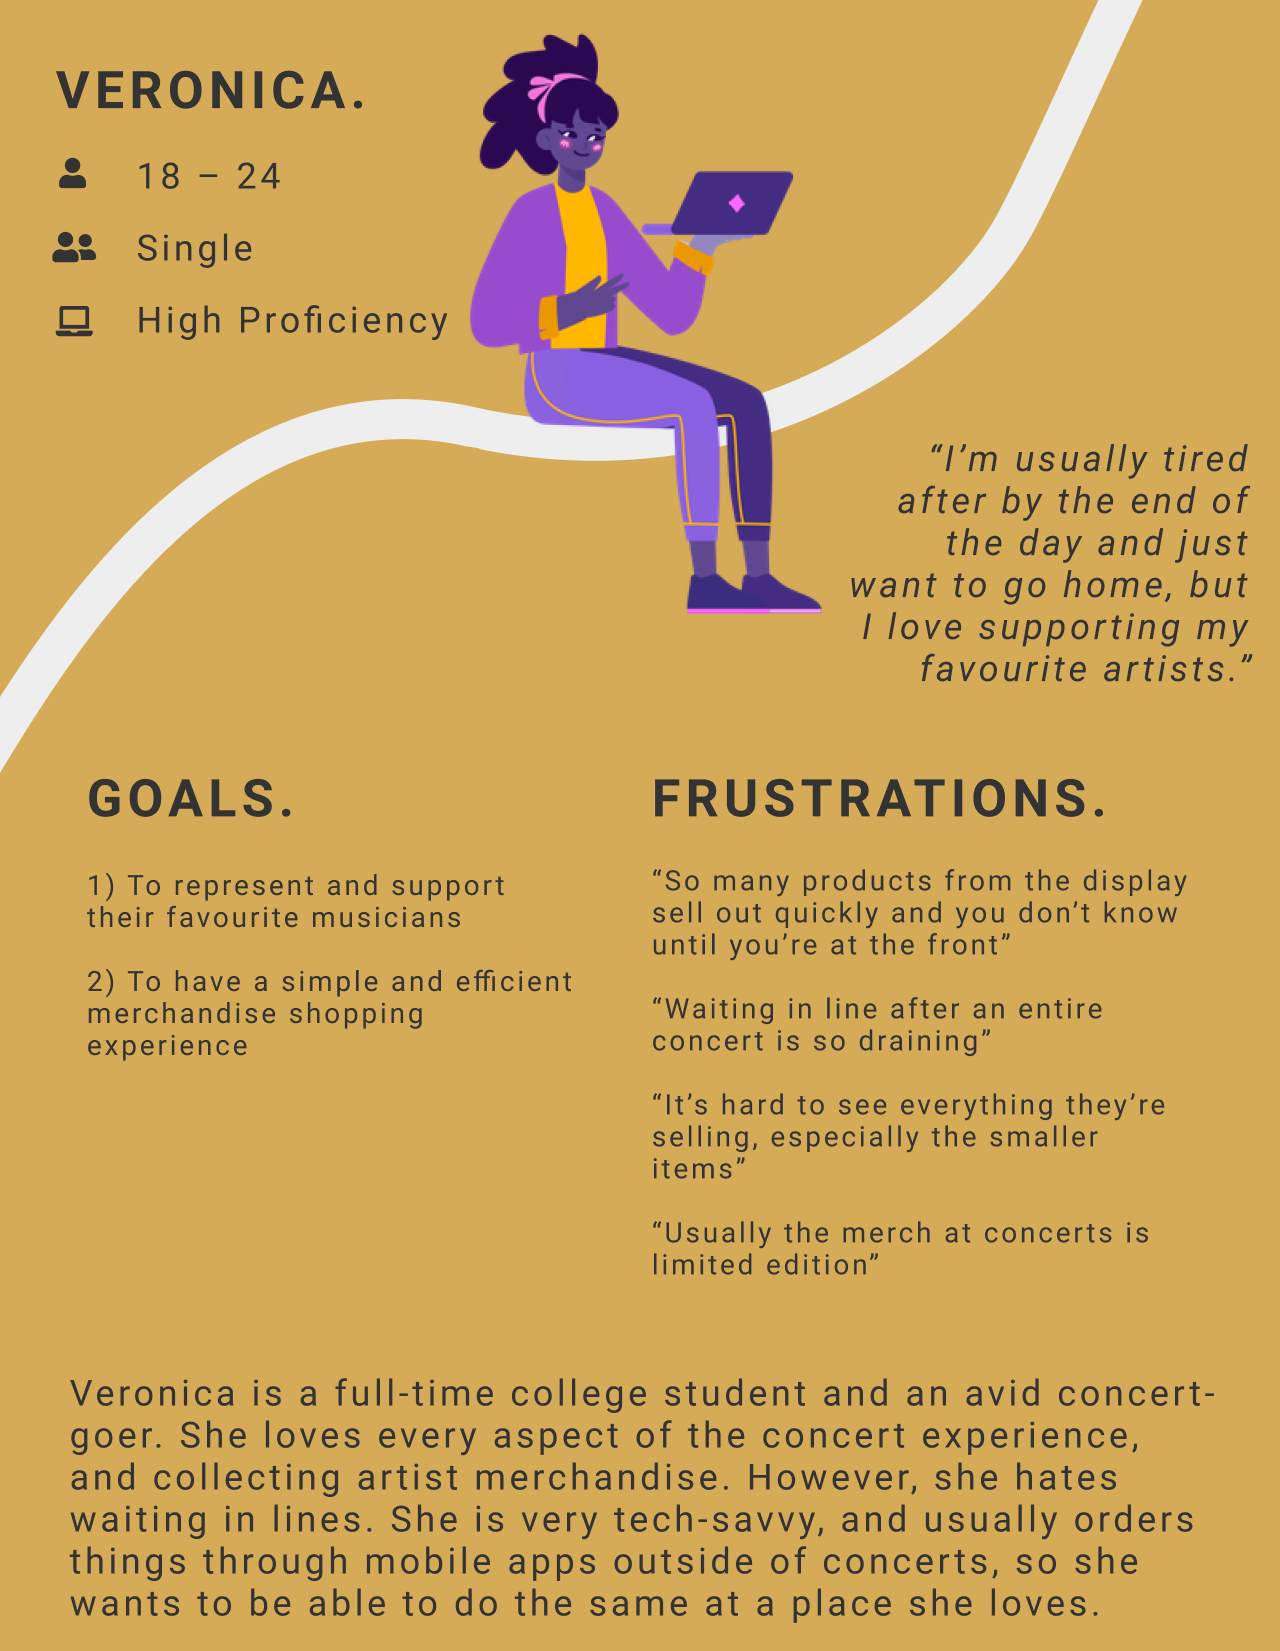 VERONICA.
18 – 24
Single
High Proficiency
“I’m usually tired
after by the end of
the day and just
want to go home, but
I love supporting my
favourite artists.”
GOALS.
1) To represent and support
their favourite musicians
2) To have a simple and efficient
merchandise shopping
experience
FRUSTRATIONS.
“So many products from the display
sell out quickly and you don’t know
until you’re at the front”
“Waiting in line after an entire
concert is so draining”
“It’s hard to see everything they’re
selling, especially the smaller
items”
“Usually the merch at concerts is
limited edition”
Veronica is a full-time college student and an avid concert-
goer. She loves every aspect of the concert experience,
and collecting artist merchandise. However, she hates
waiting in lines. She is very tech-savvy, and usually orders
things through mobile apps outside of concerts, so she
wants to be able to do the same at a place she loves.